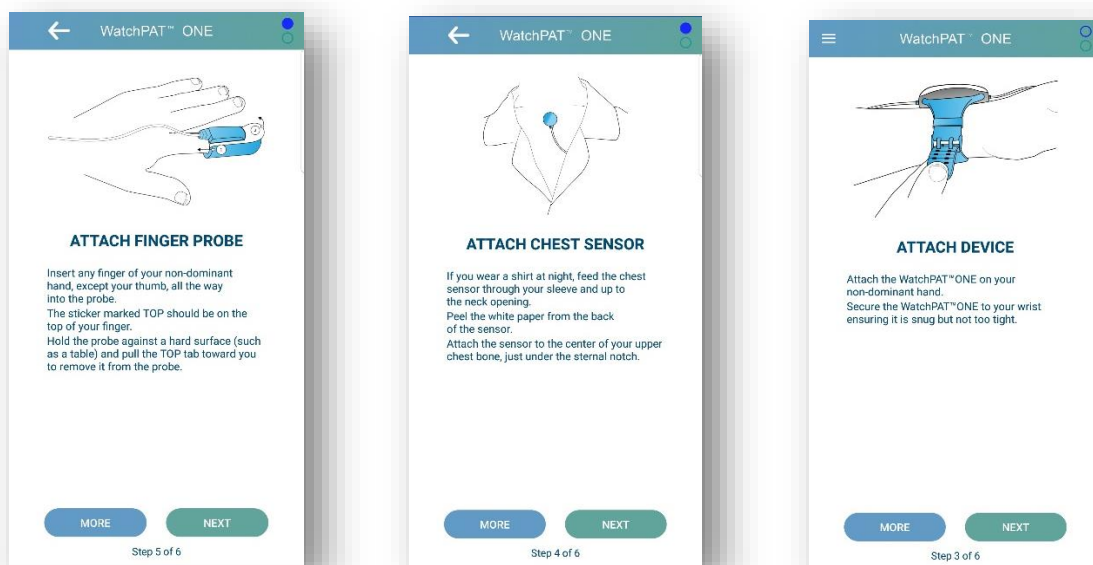 WatchPAT™ ONE
ATTACH FINGER PROBE
Insert any finger of your non-dominant
hand, except your thumb, all the way
into the probe.
The sticker marked TOP should be on the
top of your finger.
Hold the probe against a hard surface (such
as a table) and pull the TOP tab toward you
to remove it from the probe.
MORE
NEXT
Step 5 of 6
WatchPAT™ ONE
ATTACH CHEST SENSOR
If you wear a shirt at night, feed the chest
sensor through your sleeve and up to
the neck opening.
Peel the white paper from the back
of the sensor.
Attach the sensor to the center of your upper
chest bone, just under the sternal notch.
MORE
NEXT
Step 4 of 6
WatchPAT™ ONE
ATTACH DEVICE
Attach the WatchPAT™ONE on your
non-dominant hand.
Secure the WatchPAT™ONE to your wrist
ensuring it is snug but not too tight.
MORE
NEXT
Step 3 of 6